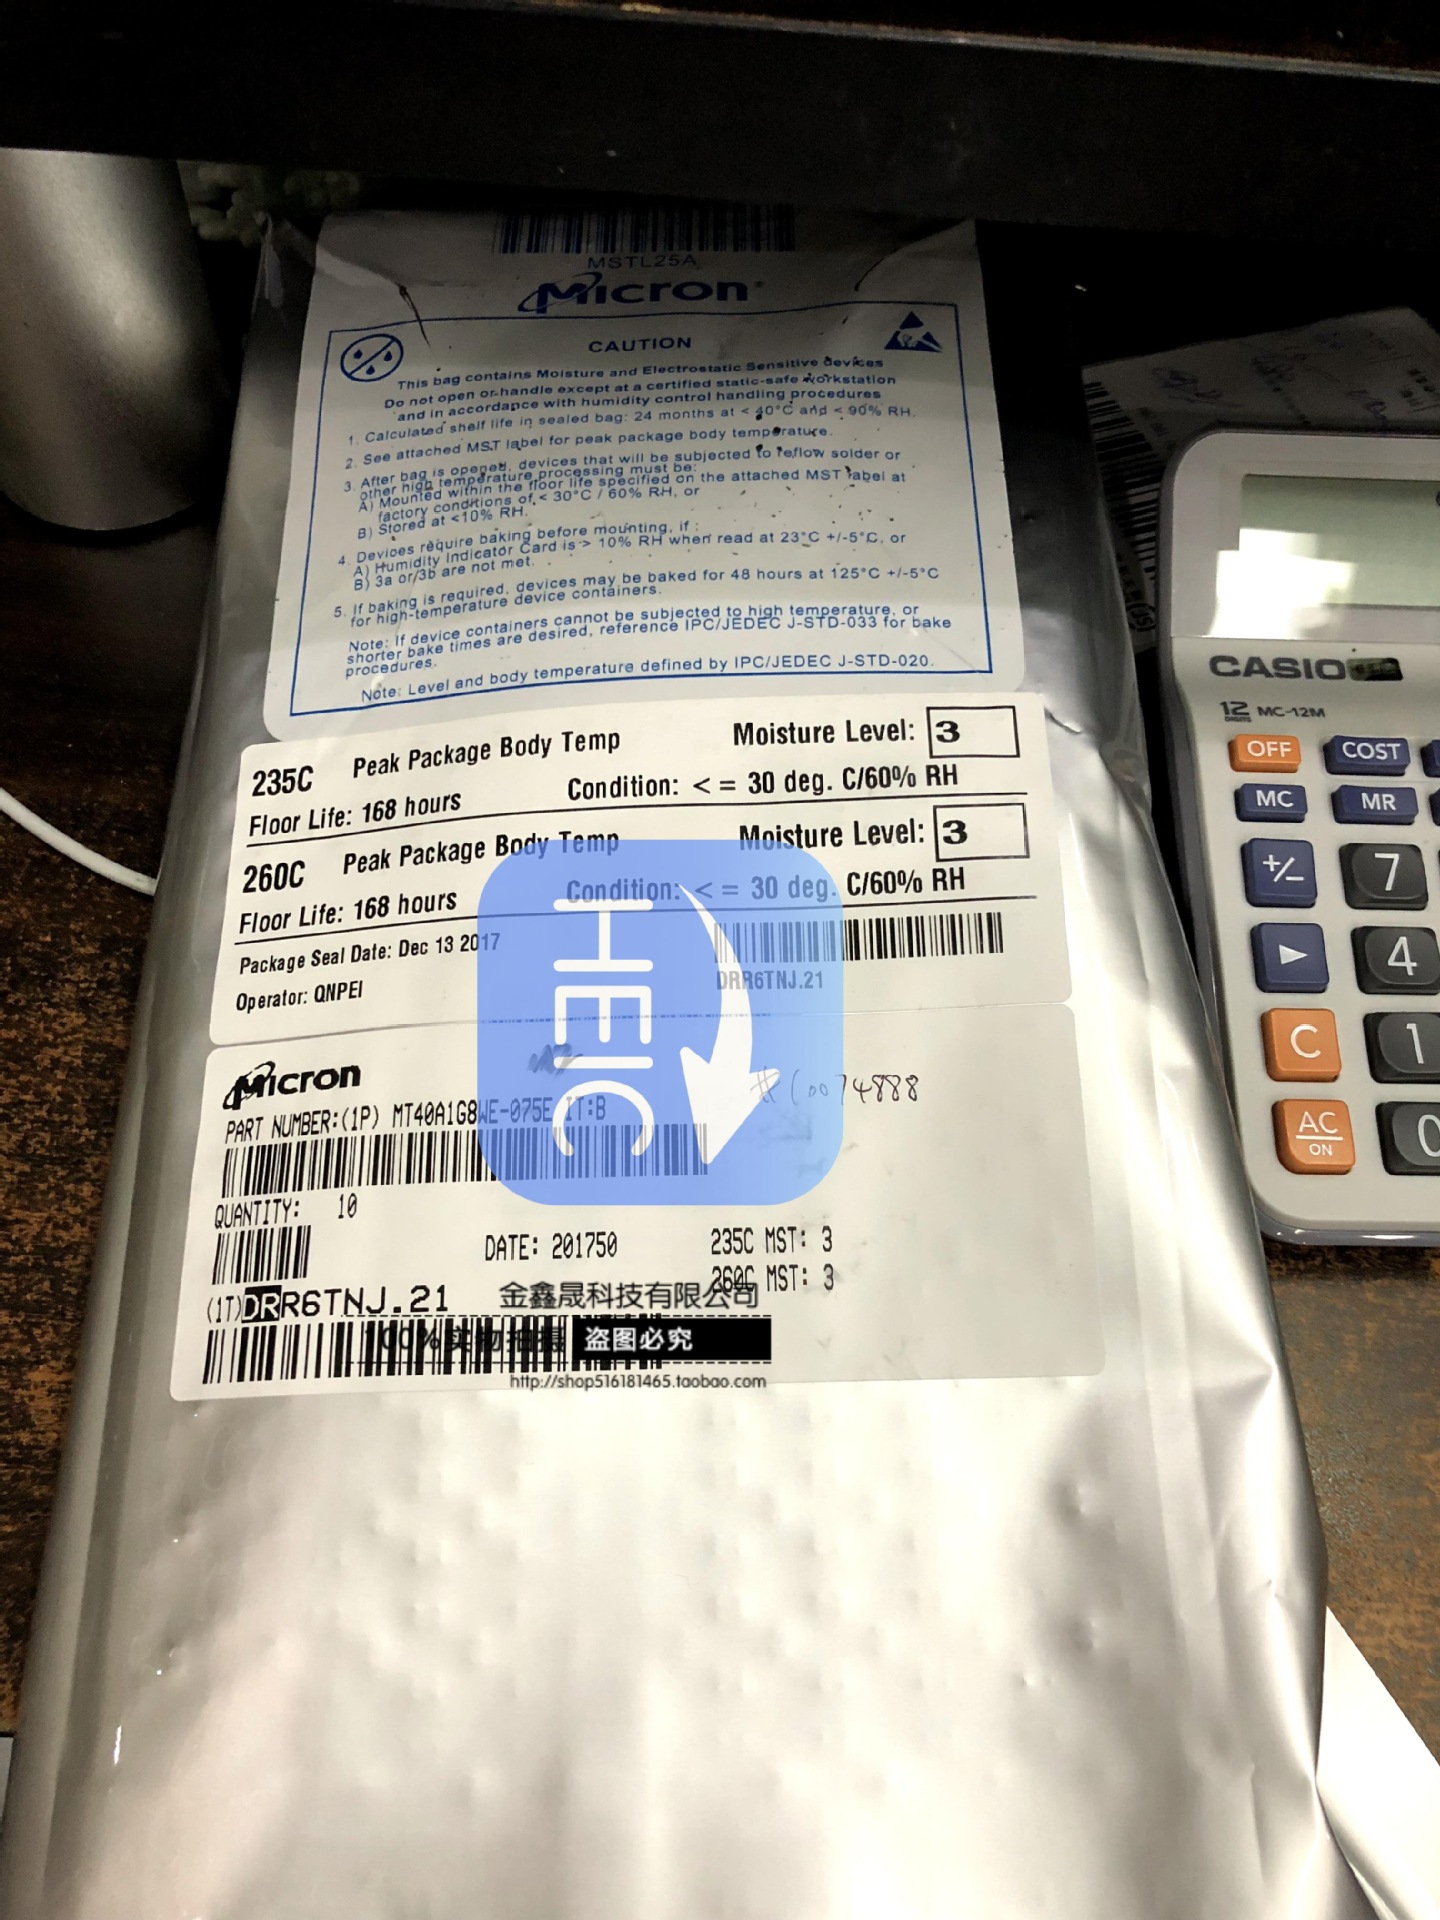 MSTL25A
Micron
CAUTION
This bag contains Moisture and Electrostatic Sensitive devices
Do not open or handle except at a certified static-safe workstation
and in accordance with humidity control handling procedures
1. Calculated shelf life in sealed bag: 24 months at < 40°C and < 90% RH.
2. See attached MST label for peak package body temperature.
3. After bag is opened, devices that will be subjected to reflow solder or
other high temperature processing must be:
A) Mounted within the floor life specified on the attached MST label at
factory conditions of < 30°C / 60% RH, or
B) Stored at <10% RH.
4. Devices require baking before mounting, if :
A) Humidity Indicator Card is > 10% RH when read at 23°C +/-5°C, or
B) 3a or 3b are not met.
5. If baking is required, devices may be baked for 48 hours at 125°C +/-5°C
for high-temperature device containers.
Note: If device containers cannot be subjected to high temperature, or
shorter bake times are desired, reference IPC/JEDEC J-STD-033 for bake
procedures.
Note: Level and body temperature defined by IPC/JEDEC J-STD-020.
235C Peak Package Body Temp Moisture Level: 3
Floor Life: 168 hours Condition: < = 30 deg. C/60% RH
260C Peak Package Body Temp Moisture Level: 3
Floor Life: 168 hours Condition: < = 30 deg. C/60% RH
Package Seal Date: Dec 13 2017
DRR6TNJ.21
Operator: QNPEI
HEIC
Micron
PART NUMBER:(1P) MT40A1G8WE-075E IT:B
QUANTITY: 10
DATE: 201750 235C MST: 3
260C MST: 3
(1T)DRR6TNJ.21
金鑫晟科技有限公司
100%实物拍摄 盗图必究
http://shop516181465.taobao.com
CASIO
12 DIGITS MC-12M
OFF COST
MC MR
+/- 7
4
C 1
AC ON 0